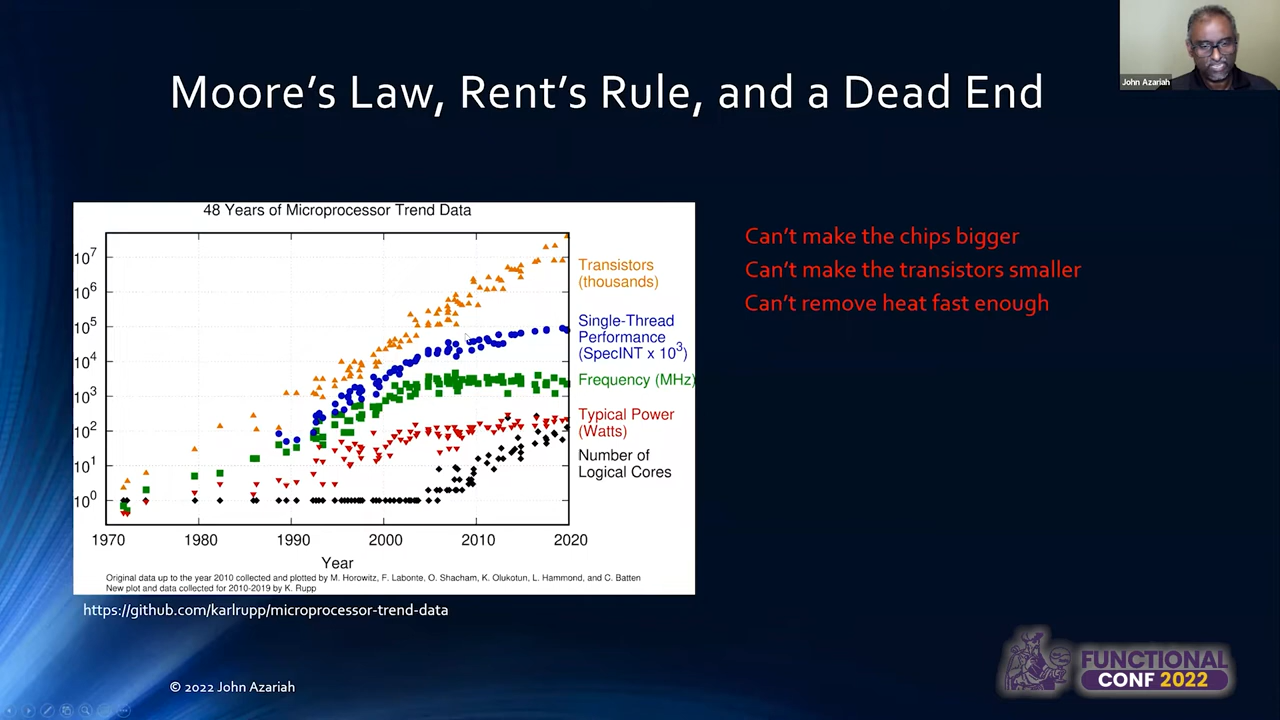 John Azariah
Moore's Law, Rent's Rule, and a Dead End
48 Years of Microprocessor Trend Data
10^7
10^6
10^5
10^4
10^3
10^2
10^1
10^0
Transistors
(thousands)
Single-Thread
Performance
(SpecINT x 10^3)
Frequency (MHz)
Typical Power
(Watts)
Number of
Logical Cores
1970 1980 1990 2000 2010 2020
Year
Original data up to the year 2010 collected and plotted by M. Horowitz, F. Labonte, O. Shacham, K. Olukotun, L. Hammond, and C. Batten
New plot and data collected for 2010-2019 by K. Rupp
https://github.com/karlrupp/microprocessor-trend-data
Can't make the chips bigger
Can't make the transistors smaller
Can't remove heat fast enough
© 2022 John Azariah
FUNCTIONAL
CONF 2022